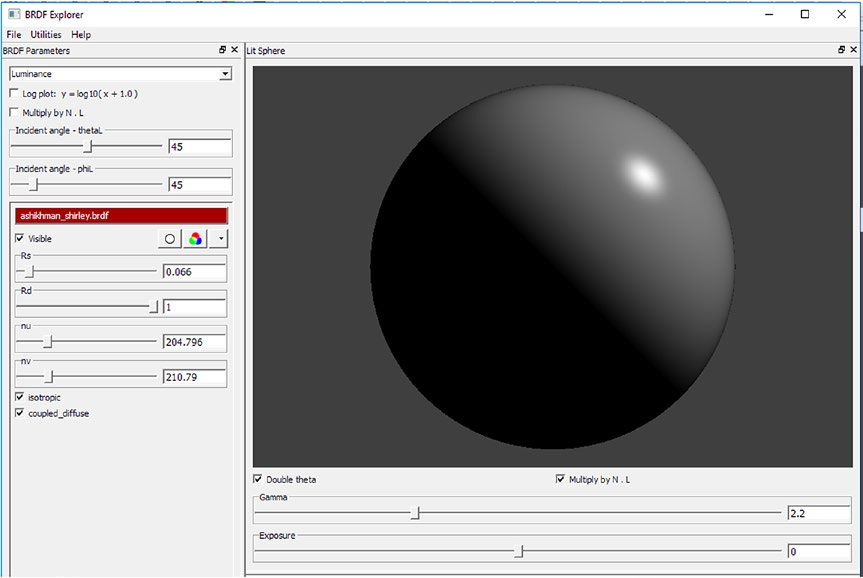 BRDF Explorer
File Utilities Help
BRDF Parameters
Luminance
Log plot: y = log10( x + 1.0 )
Multiply by N . L
Incident angle - thetaL
45
Incident angle - phiL
45
ashikhman_shirley.brdf
Visible
Rs
0.066
Rd
1
nu
204.796
nv
210.79
isotropic
coupled_diffuse
Lit Sphere
Double theta
Multiply by N . L
Gamma
2.2
Exposure
0